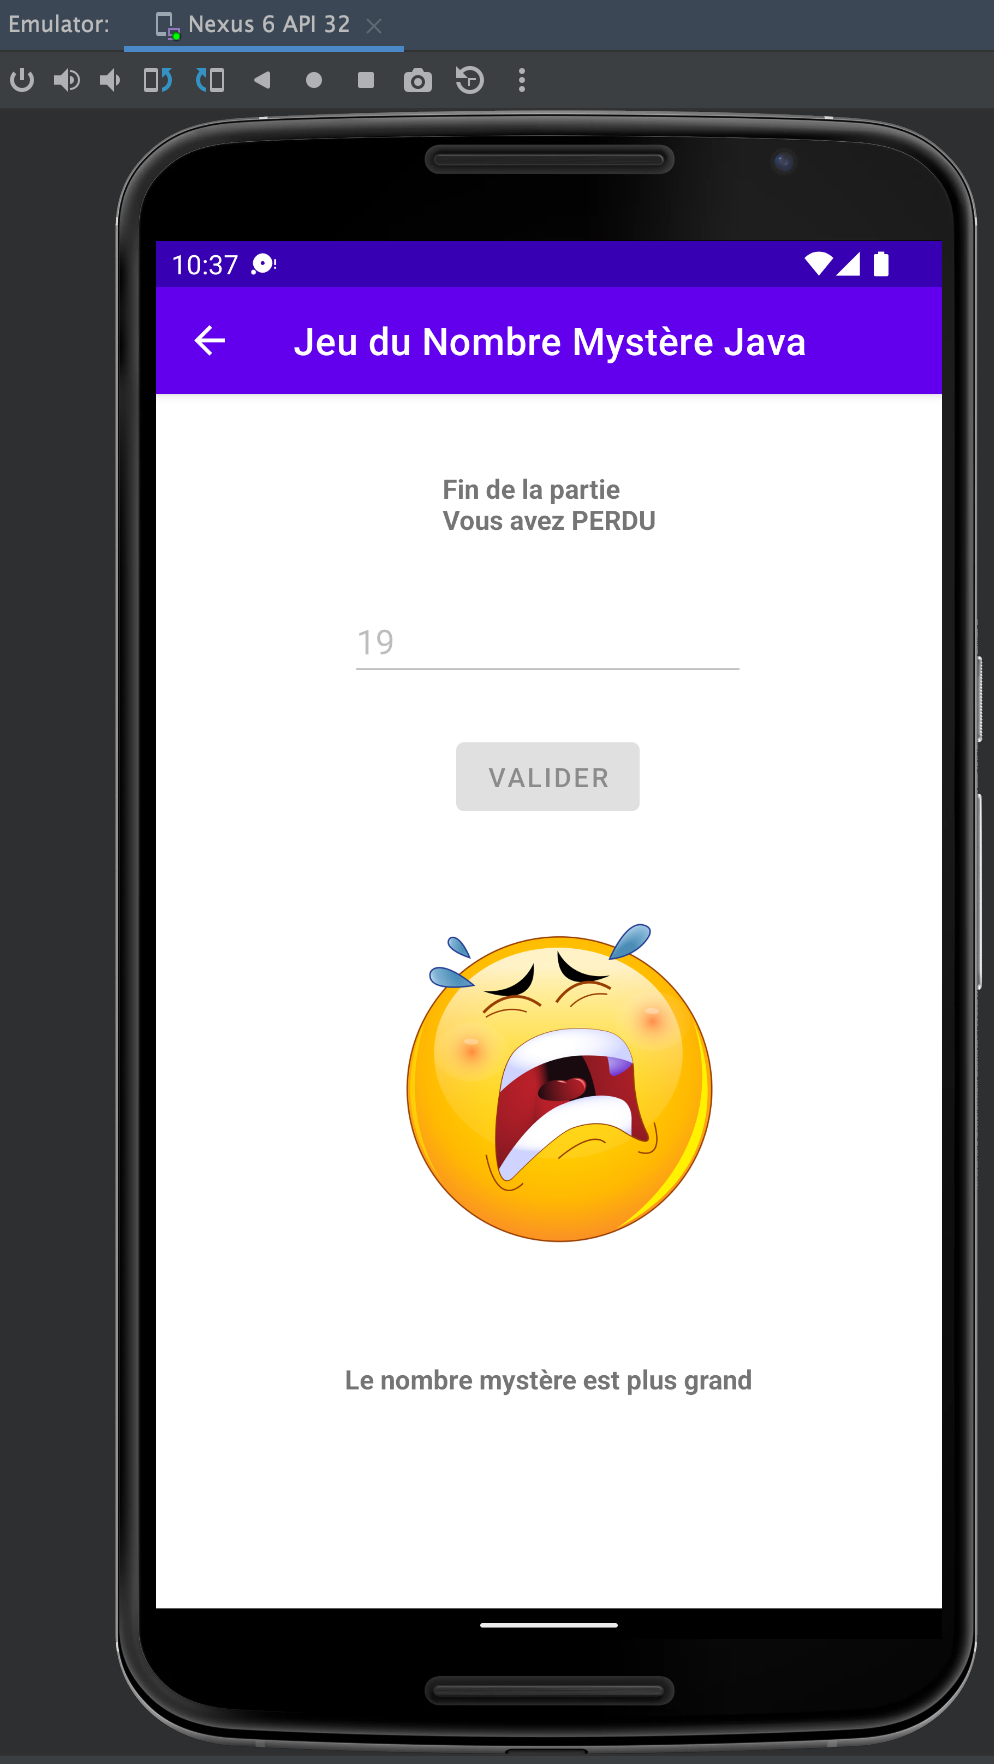 Emulator: Nexus 6 API 32
10:37
Jeu du Nombre Mystère Java
Fin de la partie
Vous avez PERDU
19
VALIDER
Le nombre mystère est plus grand